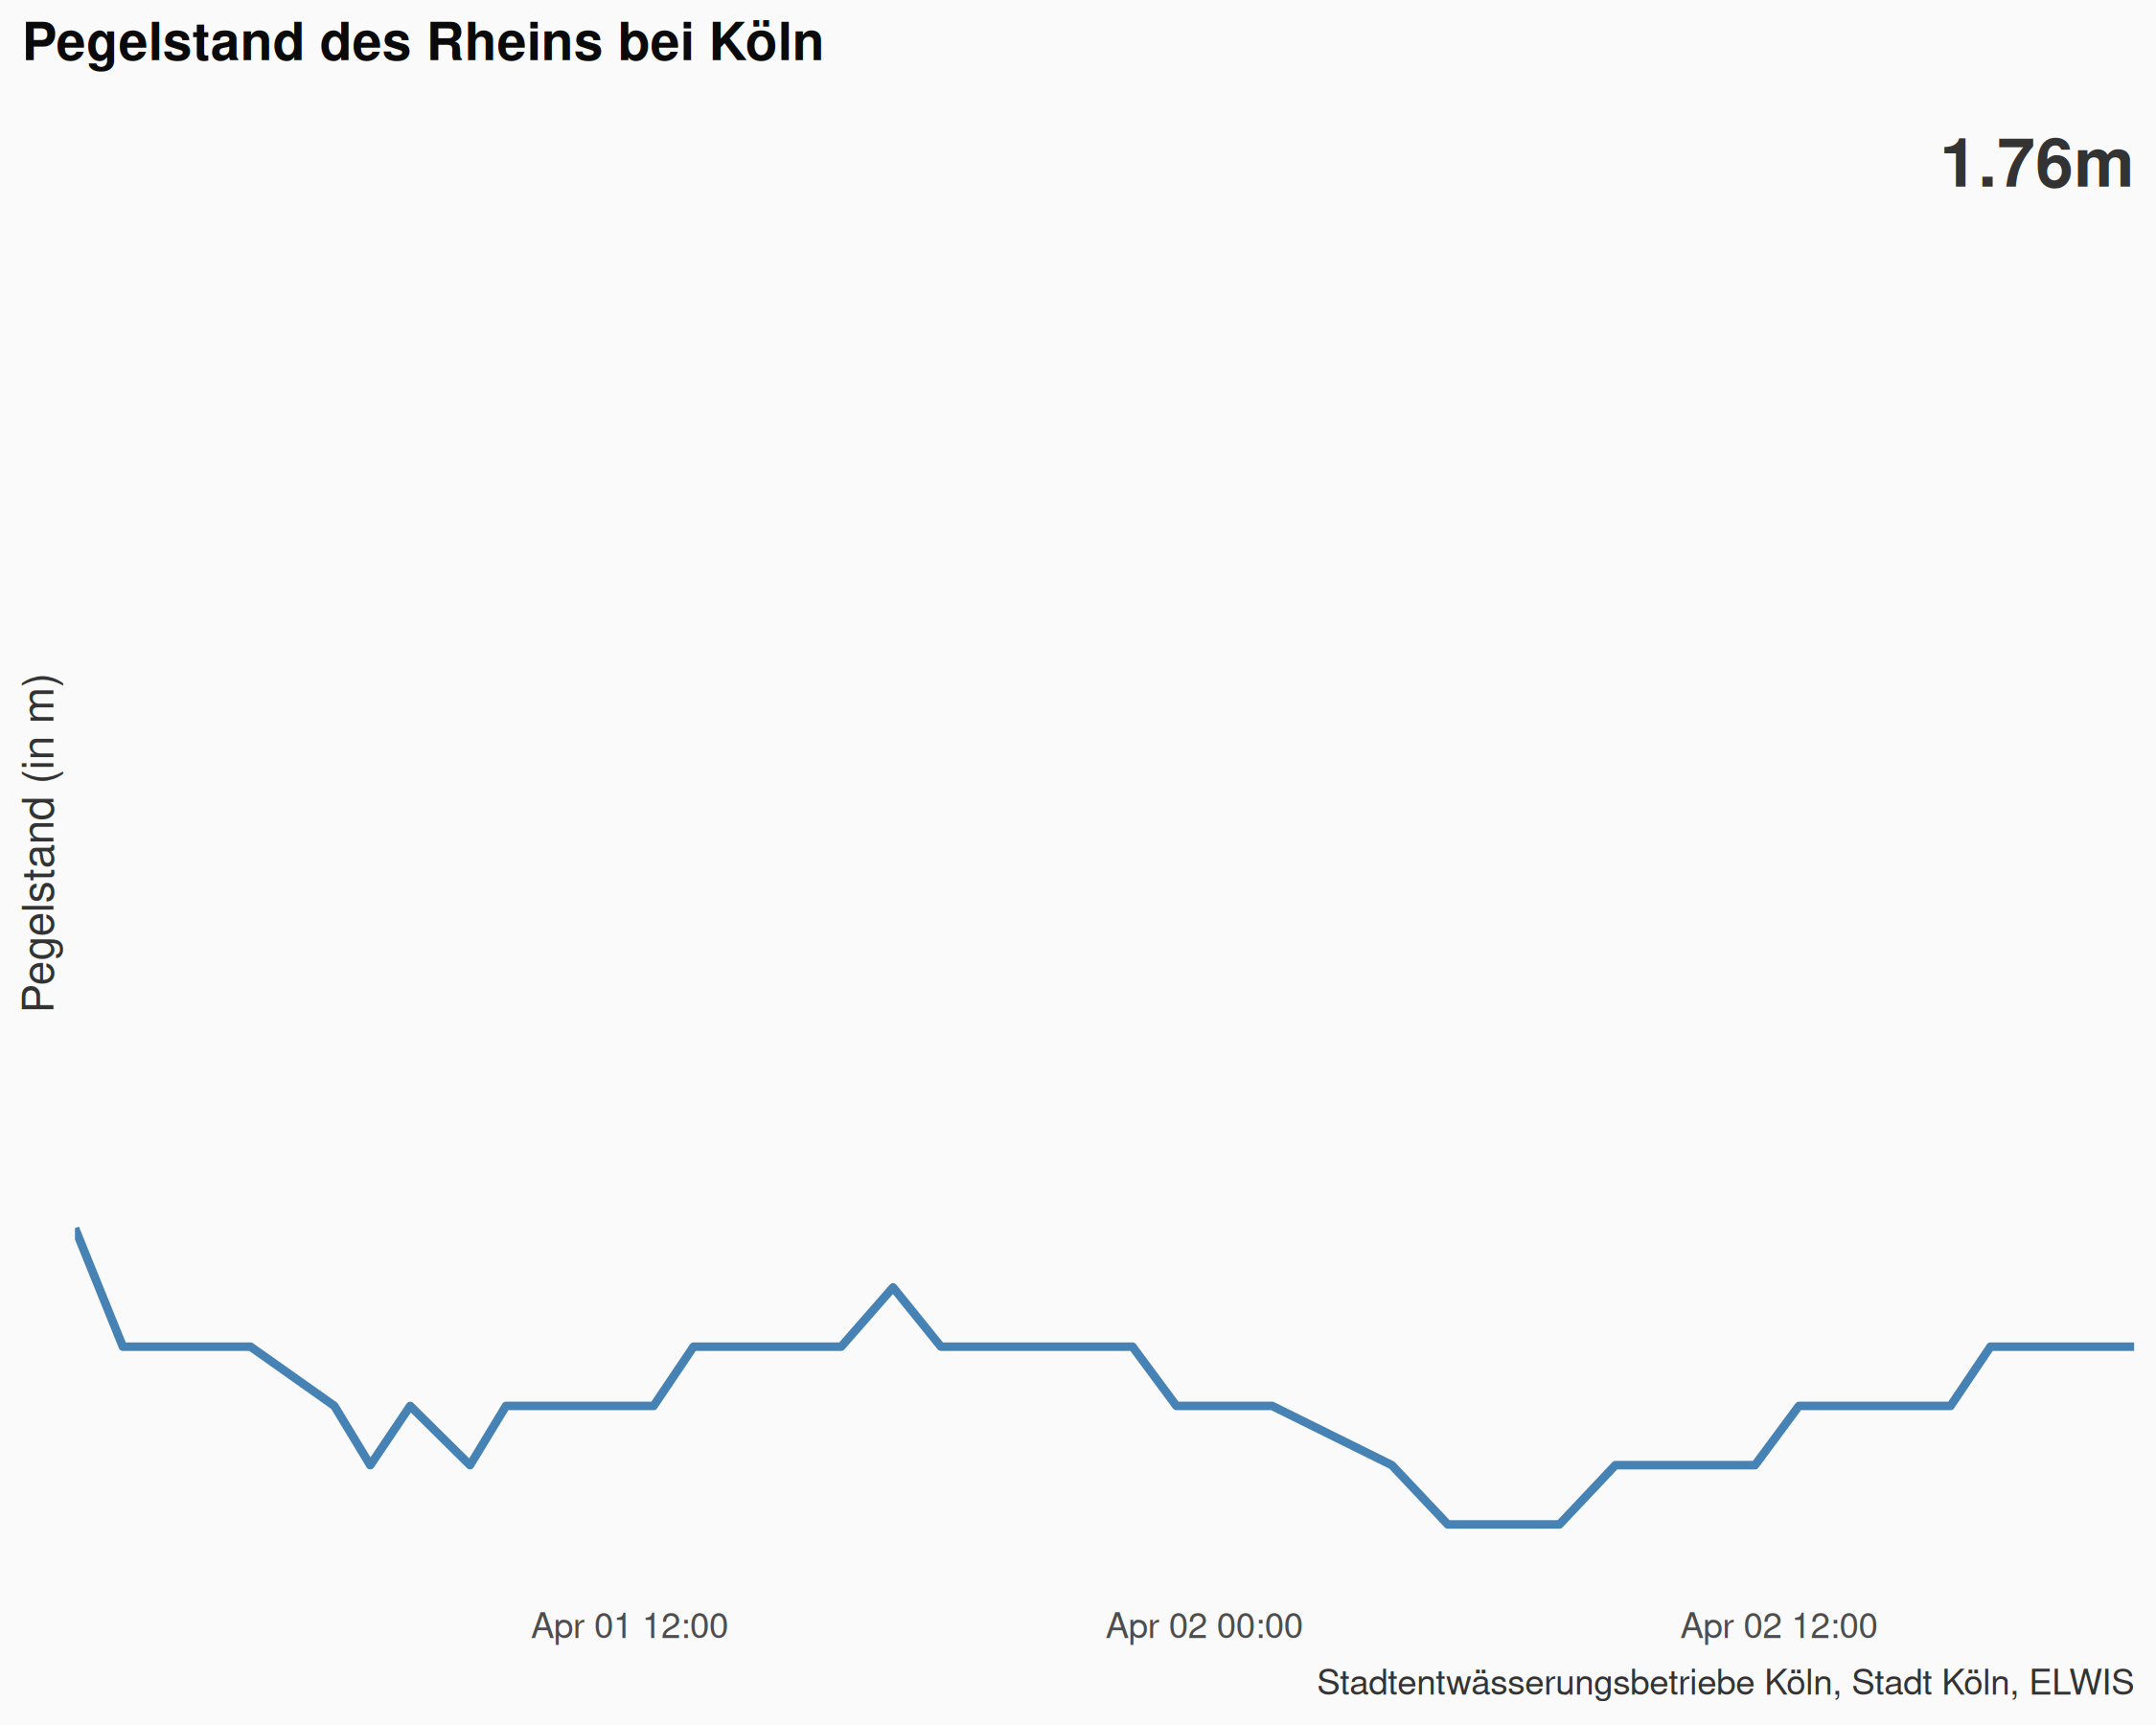 Pegelstand des Rheins bei Köln
1.76m
Pegelstand (in m)
Apr 01 12:00
Apr 02 00:00
Apr 02 12:00
Stadtentwässerungsbetriebe Köln, Stadt Köln, ELWIS